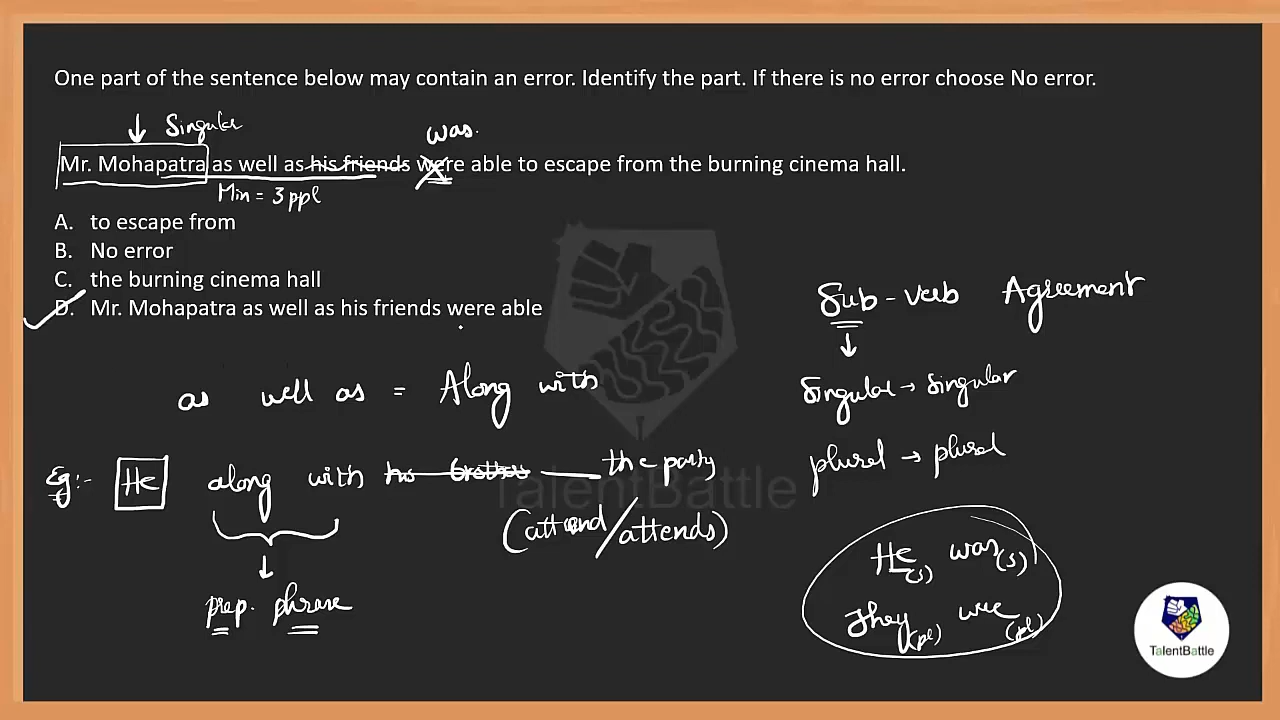 One part of the sentence below may contain an error. Identify the part. If there is no error choose No error.
Singular
was.
Mr. Mohapatra as well as his friends were able to escape from the burning cinema hall.
Min = 3 ppl
A. to escape from
B. No error
C. the burning cinema hall
D. Mr. Mohapatra as well as his friends were able
Sub-verb Agreement
Singular → Singular
plural → plural
as well as = Along with
Eg:- He along with his brothers the party
(attend/attends)
prep. phrase
He (s) was (s)
They (pl) were (pl)
TalentBattle
TalentBattle